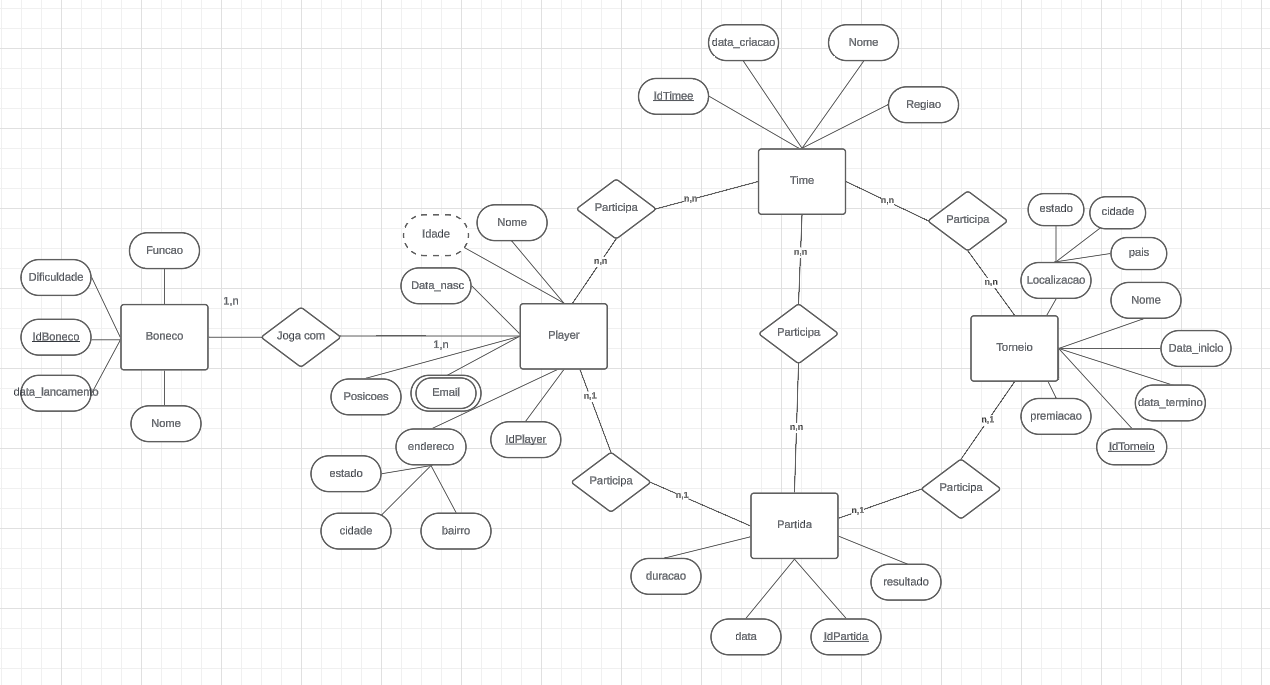 data_criacao
Nome
IdTimee
Regiao
Time
n,n
n,n
Participa
Participa
n,n
n,n
n,n
estado
cidade
pais
Localizacao
Idade
Nome
Data_nasc
Funcao
Dificuldade
IdBoneco
data_lancamento
Nome
Boneco
1,n
Joga com
1,n
Player
Participa
Torneio
Nome
Data_inicio
data_termino
premiacao
IdTorneio
Posicoes
Email
endereco
IdPlayer
estado
cidade
bairro
n,1
Participa
n,1
n,n
n,1
Participa
n,1
Partida
duracao
resultado
data
IdPartida